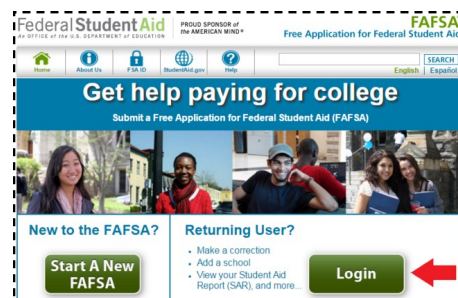 Federal Student Aid
An OFFICE of the U.S. DEPARTMENT of EDUCATION
PROUD SPONSOR of
the AMERICAN MIND®
FAFSA
Free Application for Federal Student Aid
Home
About Us
FSA ID
StudentAid.gov
Help
SEARCH
English | Español
Get help paying for college
Submit a Free Application for Federal Student Aid (FAFSA)
New to the FAFSA?
Returning User?
• Make a correction
• Add a school
• View your Student Aid
Report (SAR), and more...
Start A New
FAFSA
Login